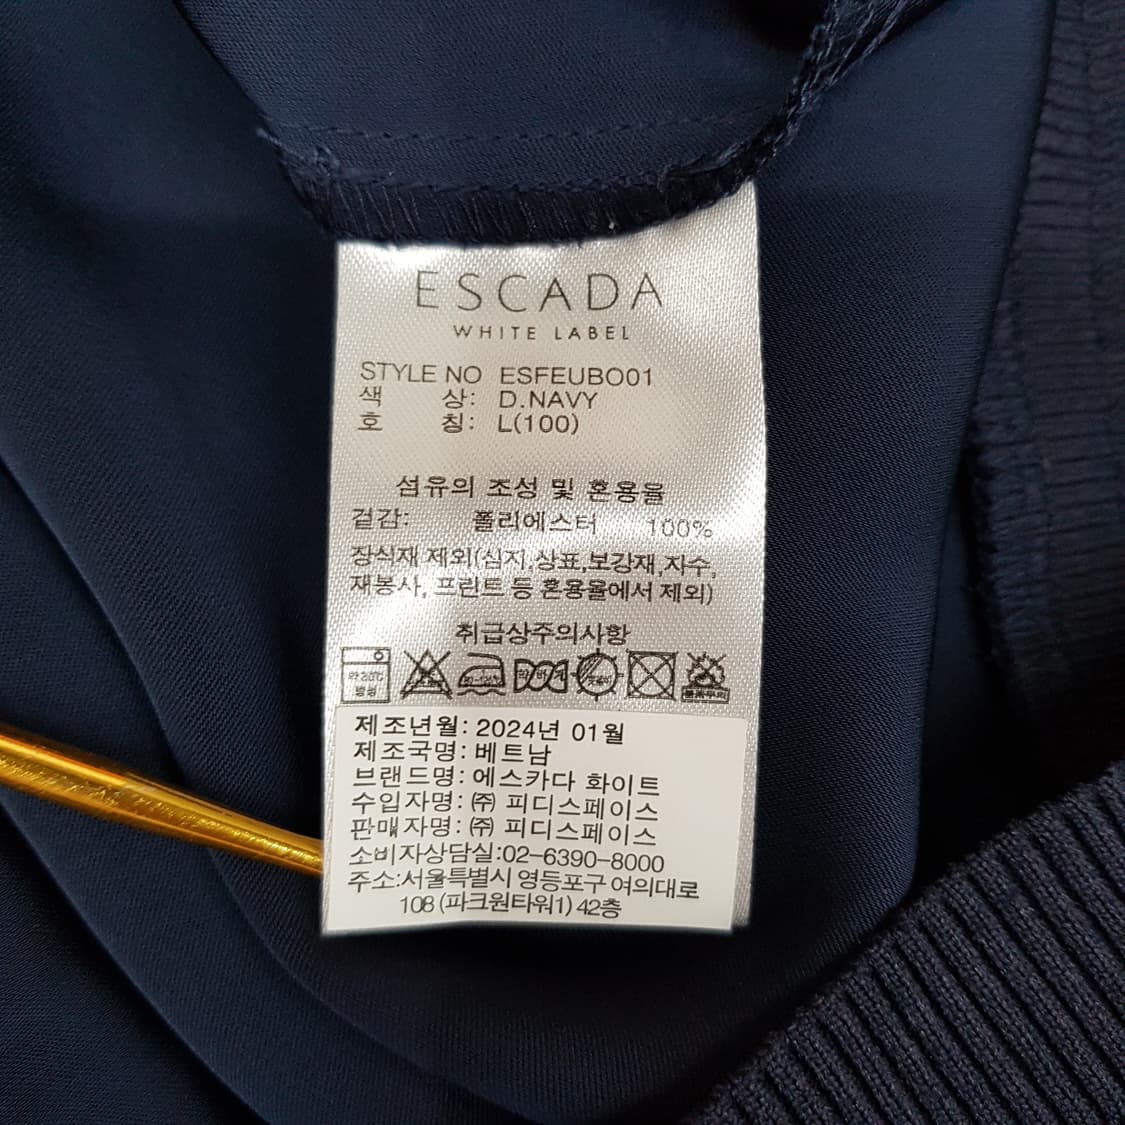 ESCADA
WHITE LABEL
STYLE NO ESFEUBO01
색 상: D.NAVY
호 칭: L(100)
섬유의 조성 및 혼용율
겉감: 폴리에스터 100%
장식재 제외(심지,상표,보강재,자수,
재봉사, 프린트 등 혼용율에서 제외)
취급상주의사항
제조년월: 2024년 01월
제조국명: 베트남
브랜드명: 에스카다 화이트
수입자명: ㈜ 피디스페이스
판매자명: ㈜ 피디스페이스
소비자상담실:02-6390-8000
주소:서울특별시 영등포구 여의대로
108 (파크원타워1) 42층